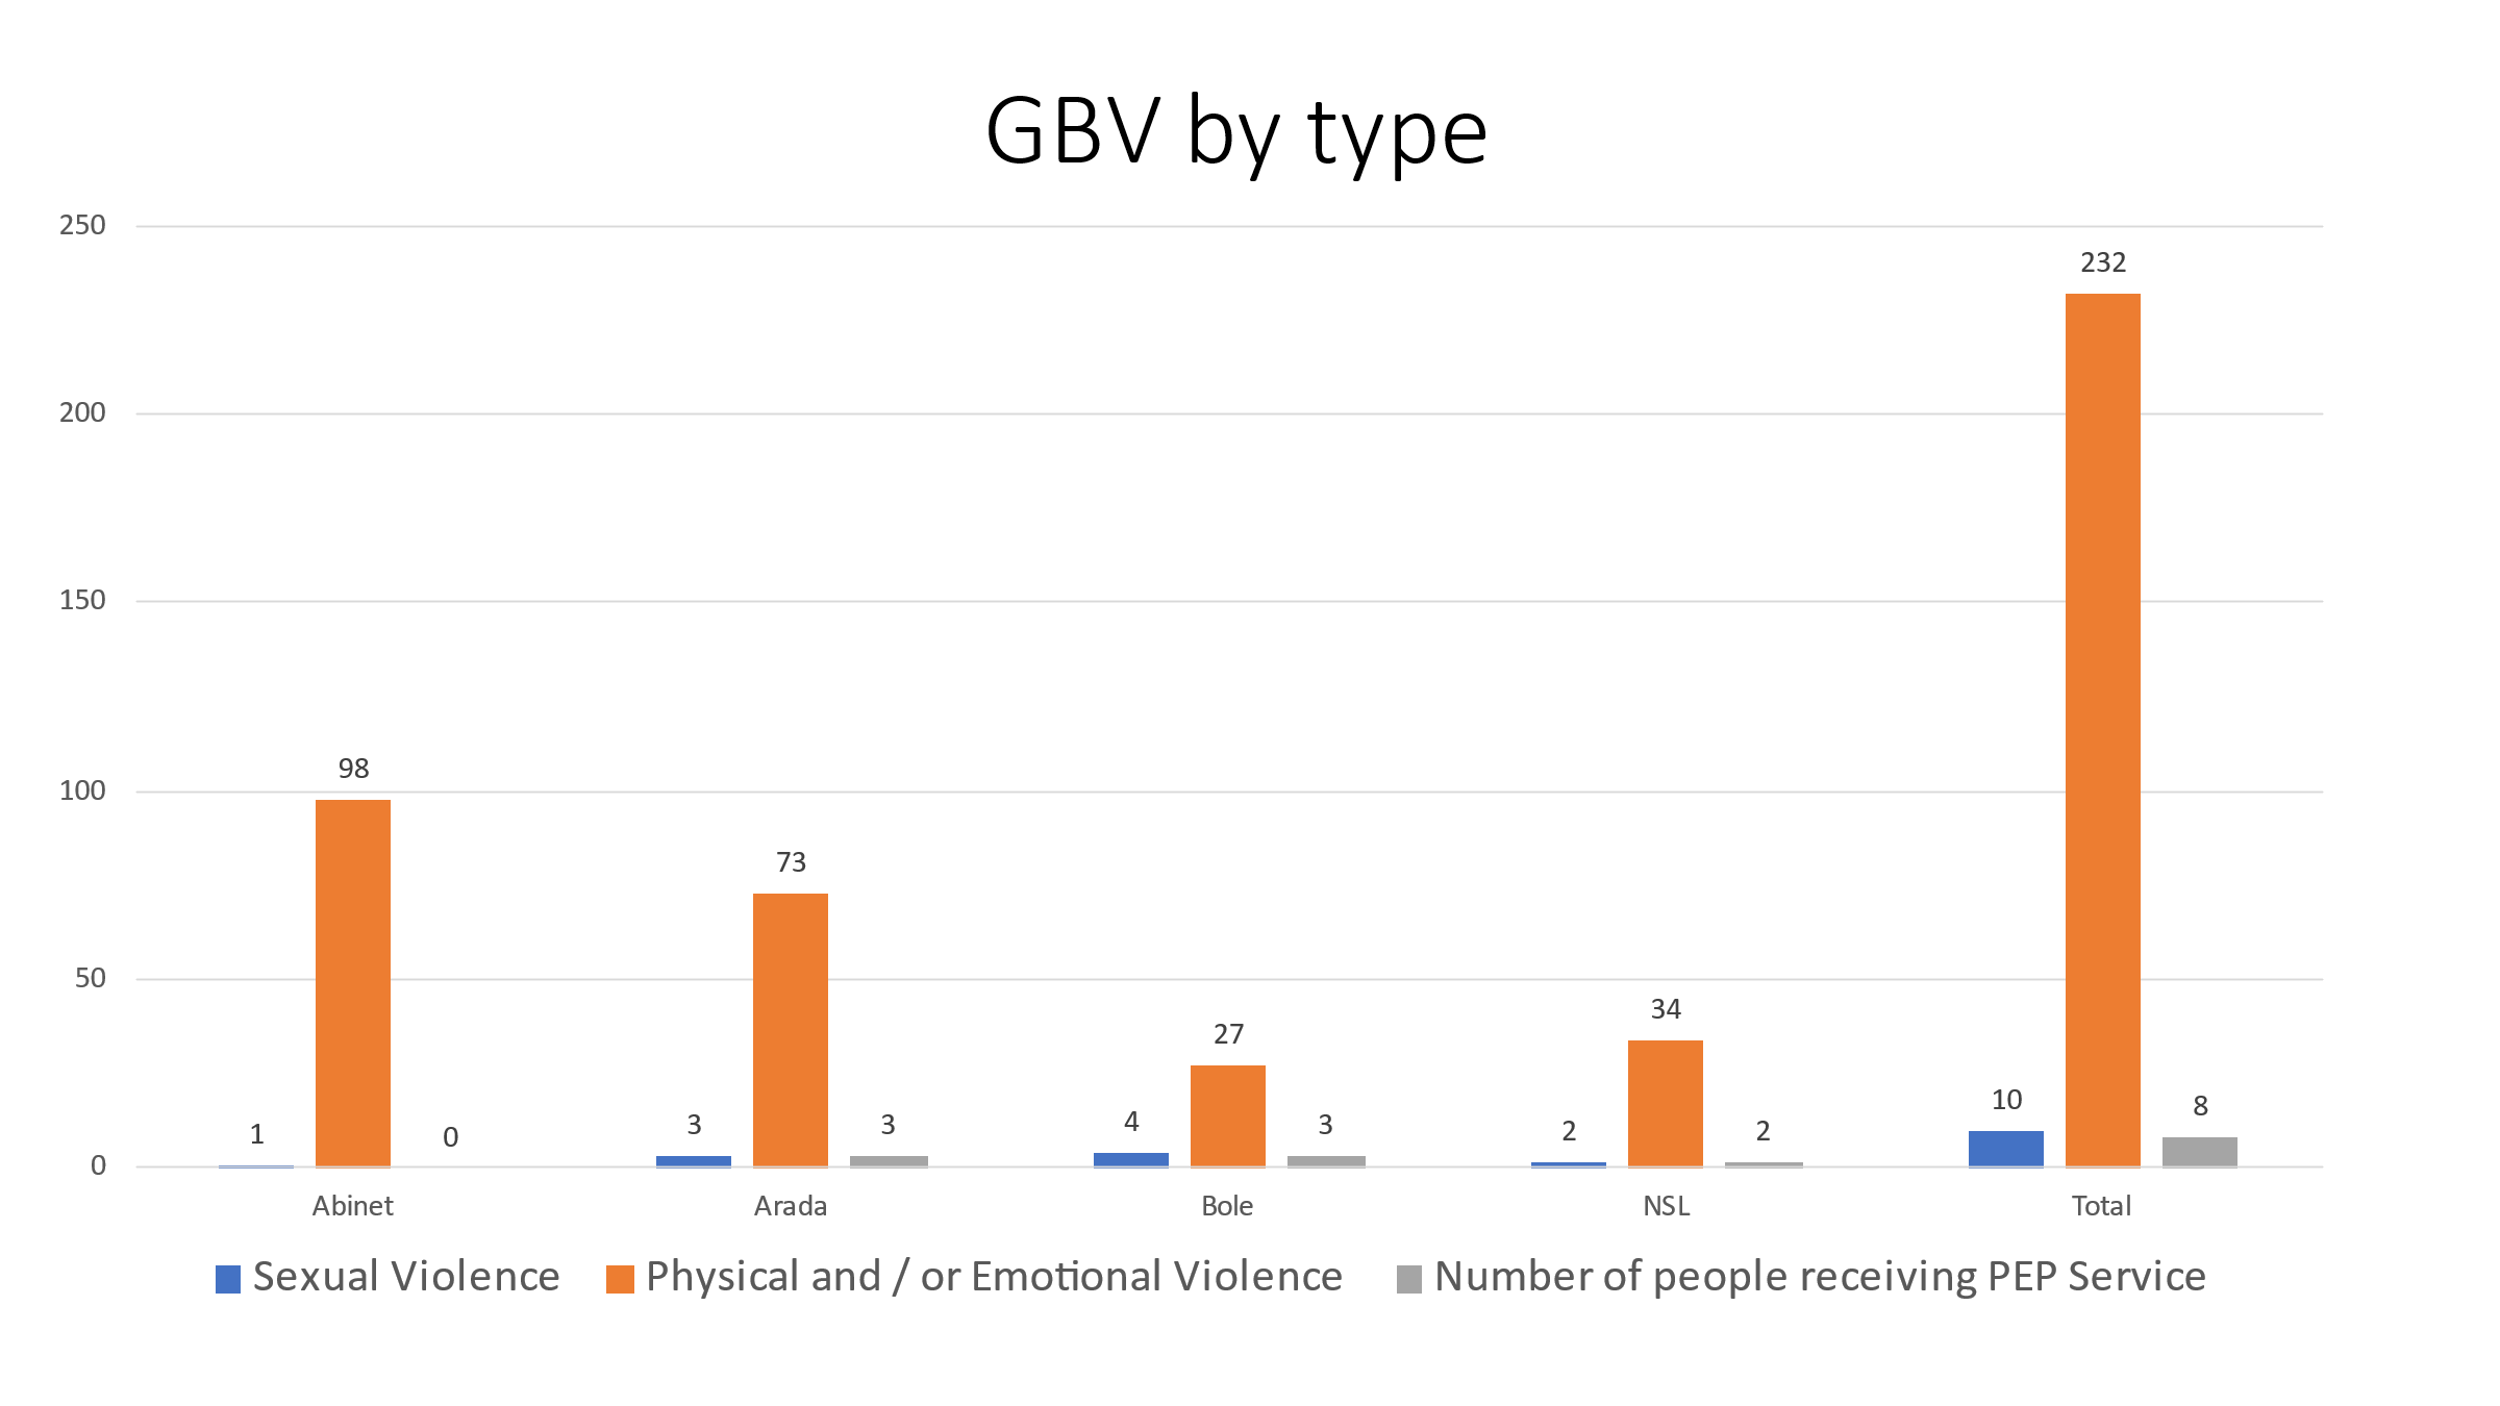 GBV by type
250
232
200
150
98
100
73
50
34
27
10
8
1
0
3
3
4
3
2
2
0
Abinet
Arada
Bole
NSL
Total
Sexual Violence
Physical and / or Emotional Violence
Number of people receiving PEP Service